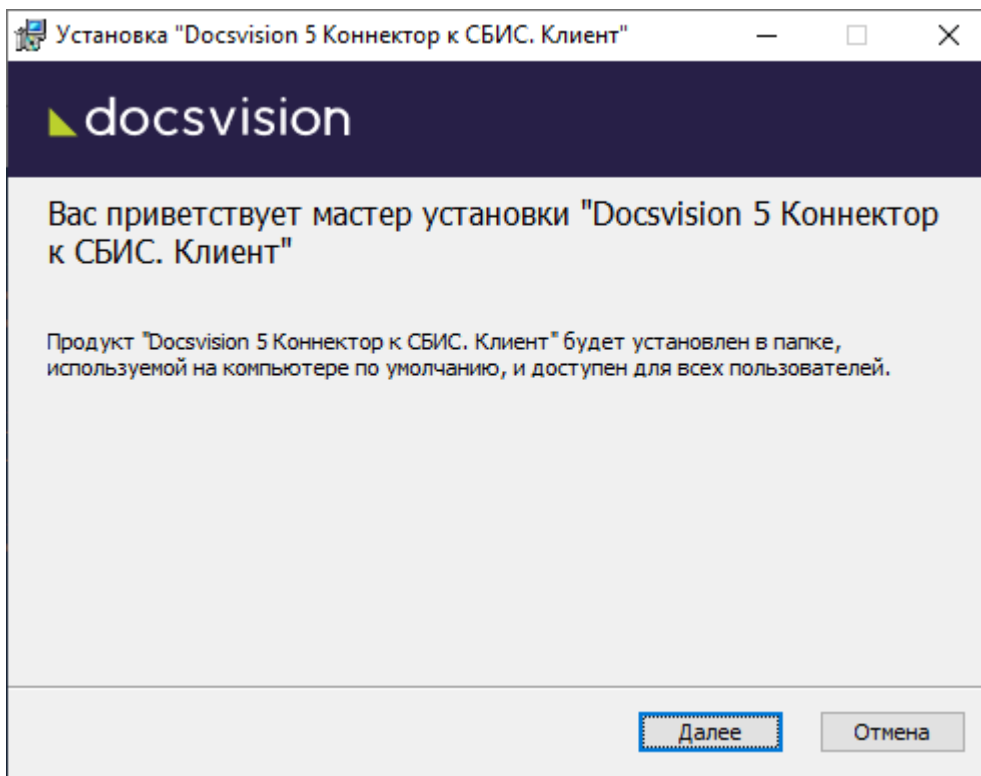 Установка "Docsvision 5 Коннектор к СБИС. Клиент"
docsvision
Вас приветствует мастер установки "Docsvision 5 Коннектор
к СБИС. Клиент"
Продукт "Docsvision 5 Коннектор к СБИС. Клиент" будет установлен в папке,
используемой на компьютере по умолчанию, и доступен для всех пользователей.
Далее
Отмена